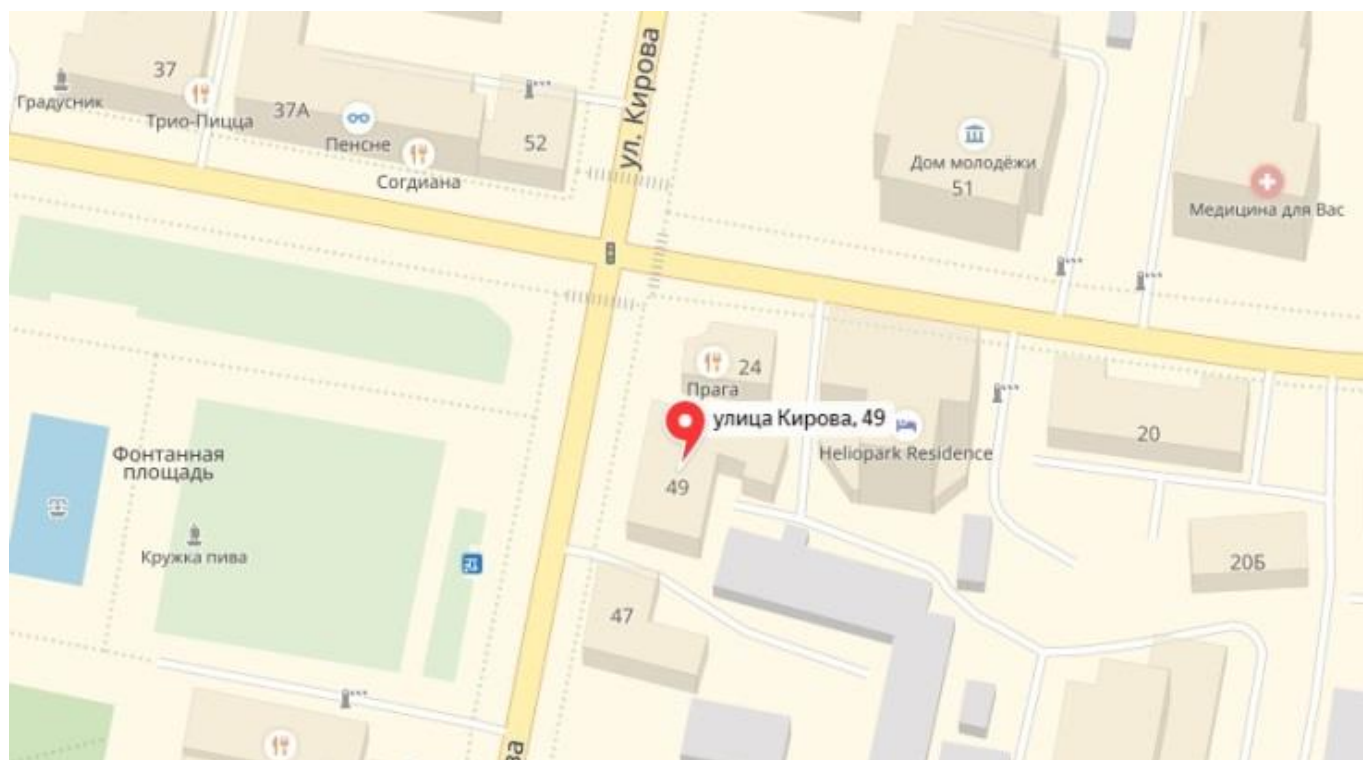 37
Градусник
Трио-Пицца
37А
Пенсне
Согдиана
52
ул. Кирова
Дом молодёжи
51
Медицина для Вас
24
Прага
улица Кирова, 49
49
Heliopark Residence
20
Фонтанная
площадь
Кружка пива
20Б
47
ва